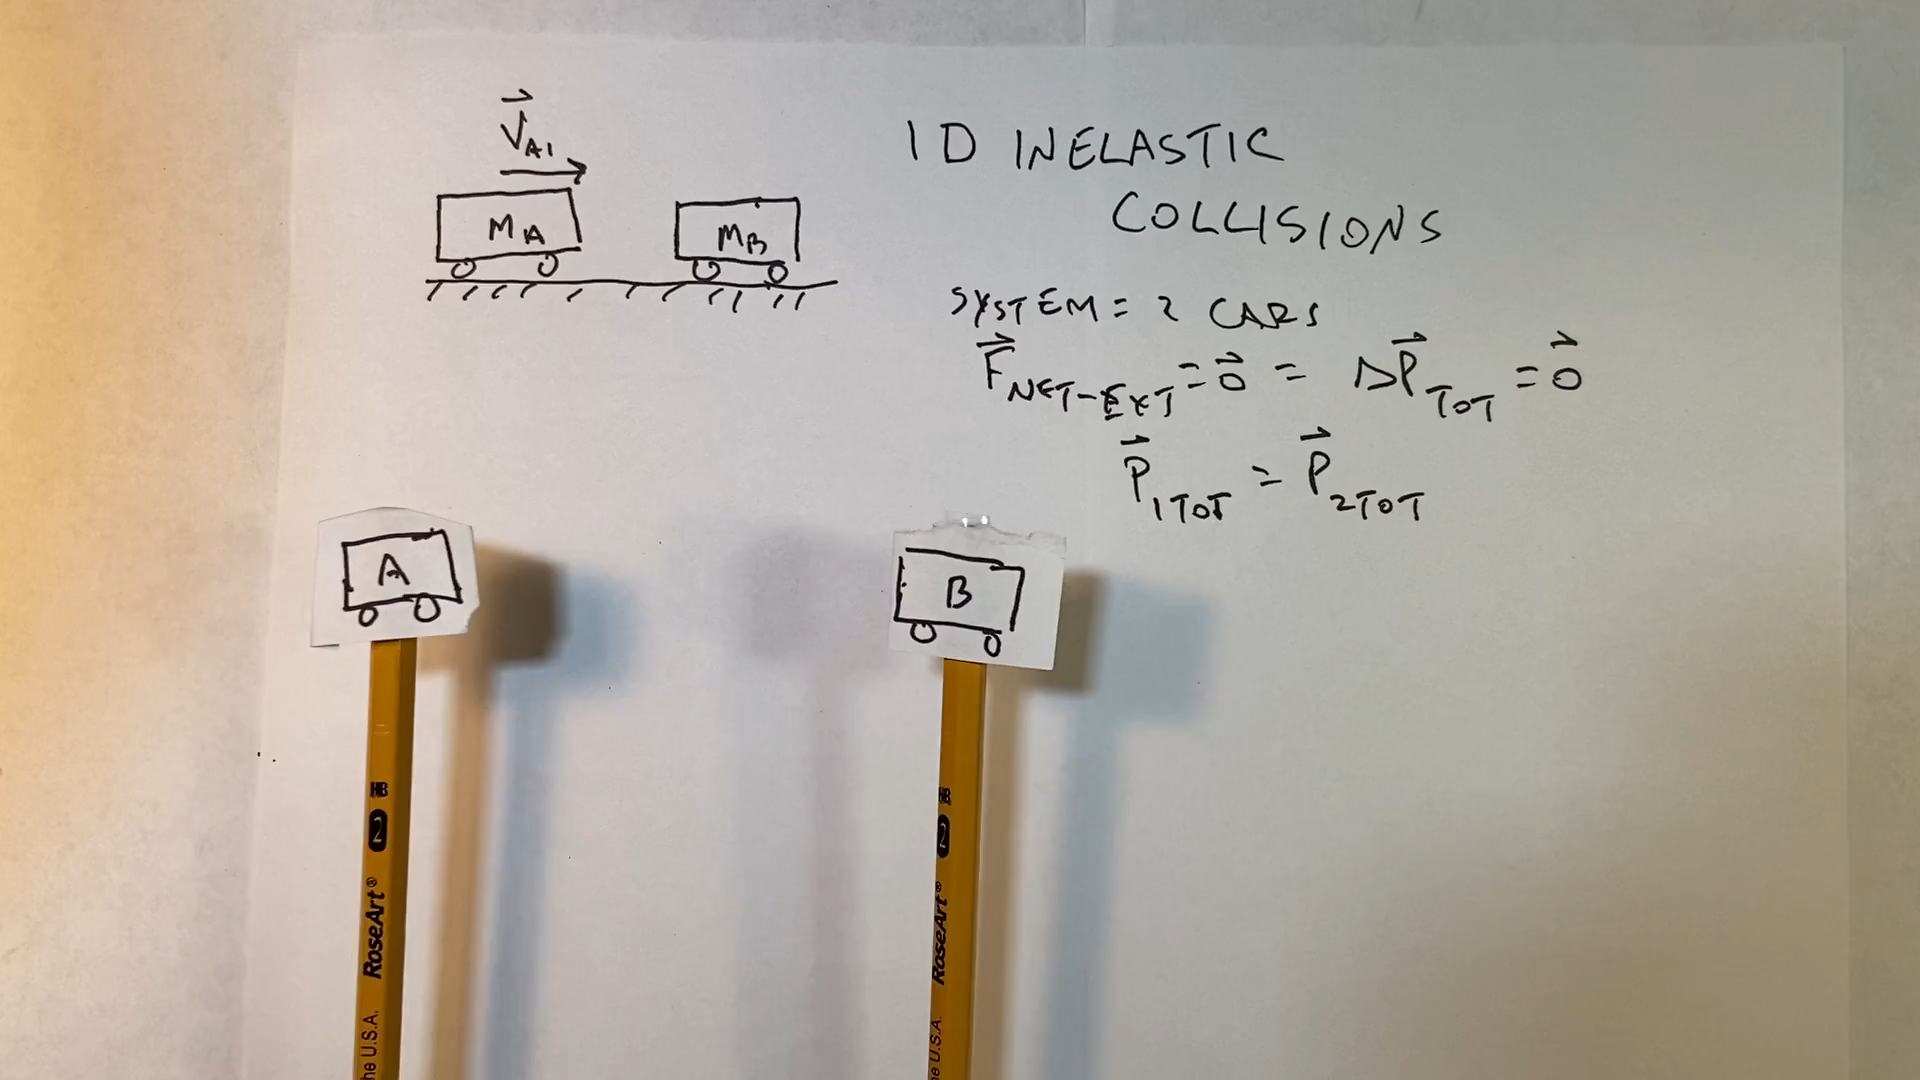 V⃗A1
MA
MB
1D INELASTIC
COLLISIONS
SYSTEM = 2 CARS
F⃗NET-EXT = 0⃗ = ΔP⃗TOT = 0⃗
P⃗1TOT = P⃗2TOT
A
B
RoseArt® 2 HB
he U.S.A.
RoseArt® 2 HB
e U.S.A.